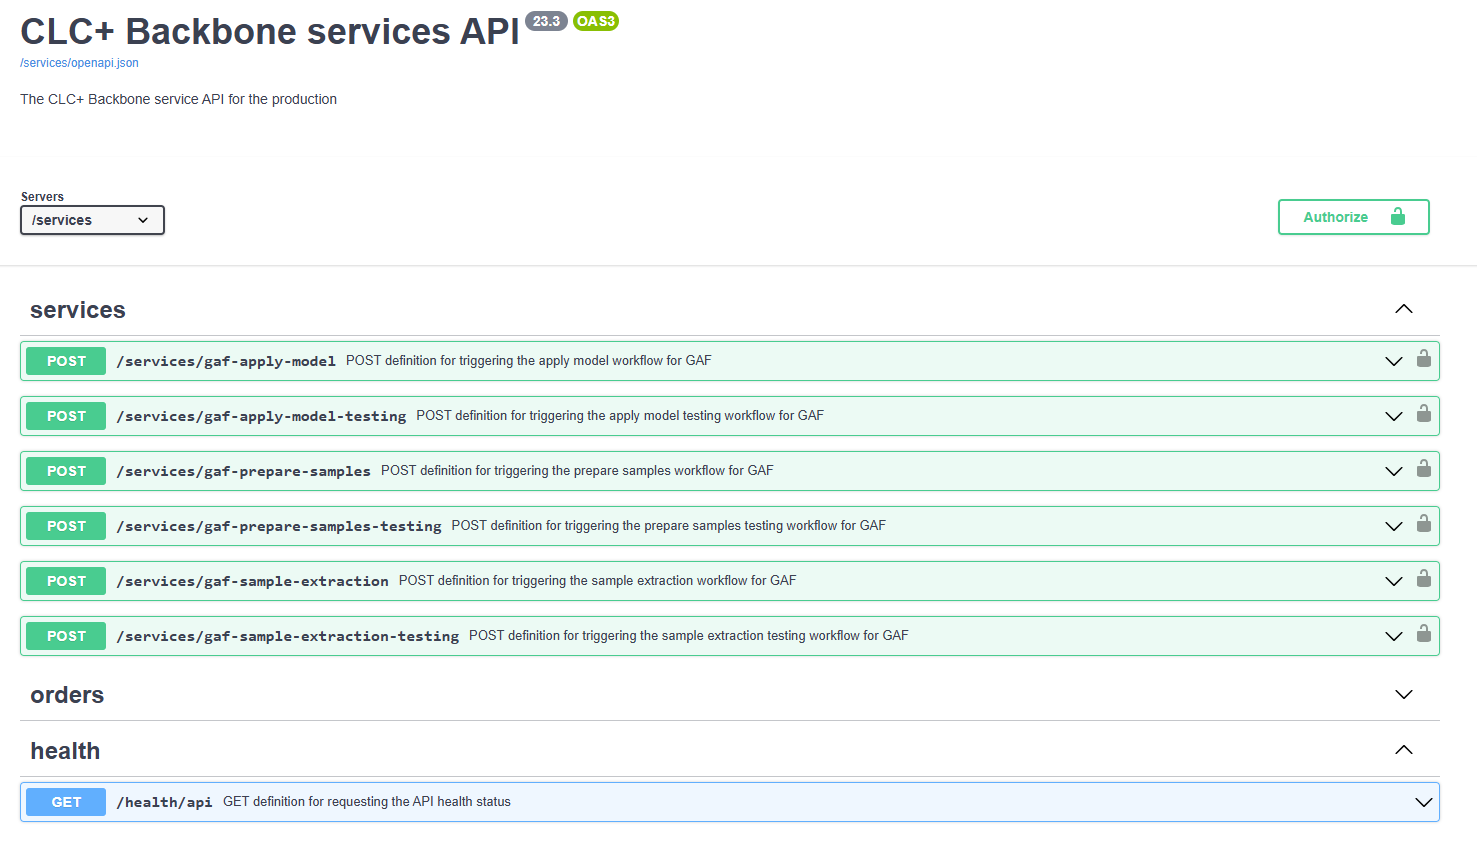 CLC+ Backbone services API 23.3 OAS3
/services/openapi.json
The CLC+ Backbone service API for the production
Servers
/services
Authorize
services
POST /services/gaf-apply-model POST definition for triggering the apply model workflow for GAF
POST /services/gaf-apply-model-testing POST definition for triggering the apply model testing workflow for GAF
POST /services/gaf-prepare-samples POST definition for triggering the prepare samples workflow for GAF
POST /services/gaf-prepare-samples-testing POST definition for triggering the prepare samples testing workflow for GAF
POST /services/gaf-sample-extraction POST definition for triggering the sample extraction workflow for GAF
POST /services/gaf-sample-extraction-testing POST definition for triggering the sample extraction testing workflow for GAF
orders
health
GET /health/api GET definition for requesting the API health status